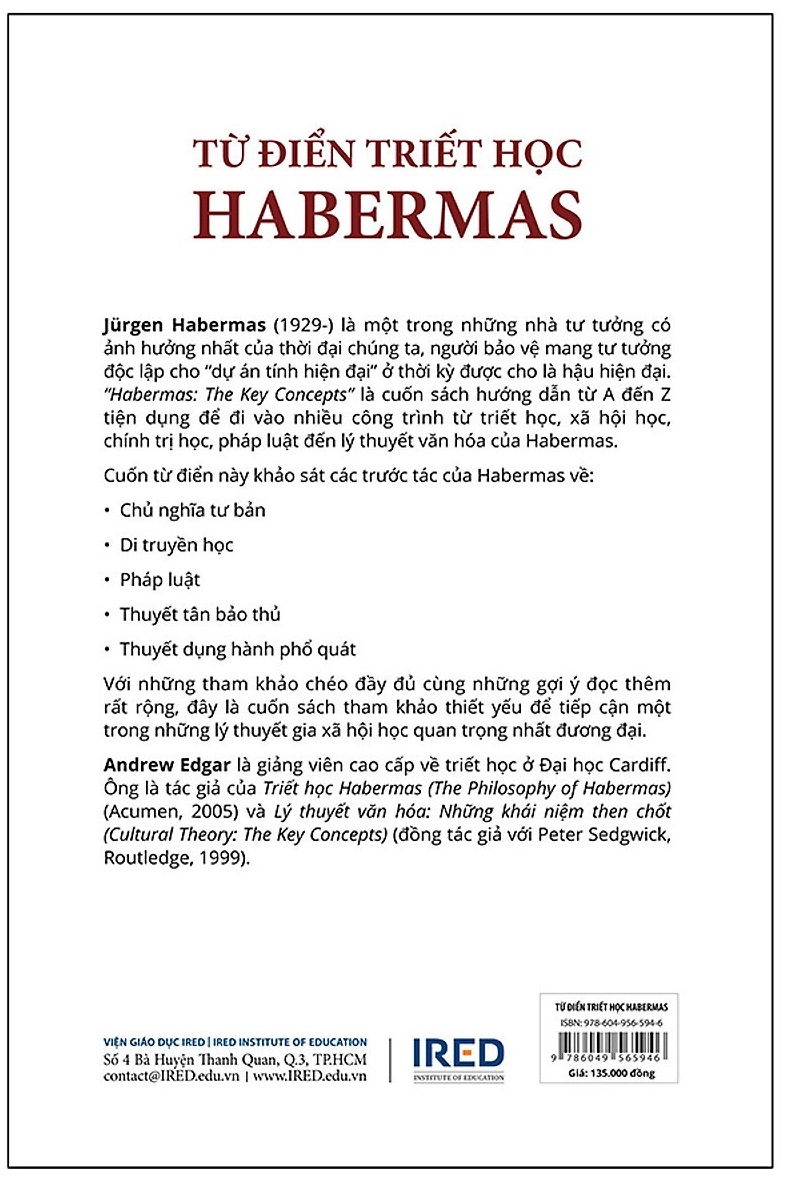 TỪ ĐIỂN TRIẾT HỌC
HABERMAS
Jürgen Habermas (1929-) là một trong những nhà tư tưởng có
ảnh hưởng nhất của thời đại chúng ta, người bảo vệ mang tư tưởng
độc lập cho “dự án tính hiện đại” ở thời kỳ được cho là hậu hiện đại.
“Habermas: The Key Concepts” là cuốn sách hướng dẫn từ A đến Z
tiện dụng để đi vào nhiều công trình từ triết học, xã hội học,
chính trị học, pháp luật đến lý thuyết văn hóa của Habermas.
Cuốn từ điển này khảo sát các trước tác của Habermas về:
• Chủ nghĩa tư bản
• Di truyền học
• Pháp luật
• Thuyết tân bảo thủ
• Thuyết dụng hành phổ quát
Với những tham khảo chéo đầy đủ cùng những gợi ý đọc thêm
rất rộng, đây là cuốn sách tham khảo thiết yếu để tiếp cận một
trong những lý thuyết gia xã hội học quan trọng nhất đương đại.
Andrew Edgar là giảng viên cao cấp về triết học ở Đại học Cardiff.
Ông là tác giả của Triết học Habermas (The Philosophy of Habermas)
(Acumen, 2005) và Lý thuyết văn hóa: Những khái niệm then chốt
(Cultural Theory: The Key Concepts) (đồng tác giả với Peter Sedgwick,
Routledge, 1999).
VIỆN GIÁO DỤC IRED | IRED INSTITUTE OF EDUCATION
Số 4 Bà Huyện Thanh Quan, Q.3, TP.HCM
contact@IRED.edu.vn | www.IRED.edu.vn
IRED
INSTITUTE OF EDUCATION
TỪ ĐIỂN TRIẾT HỌC HABERMAS
ISBN: 978-604-956-594-6
9 786049 565946
Giá: 135.000 đồng